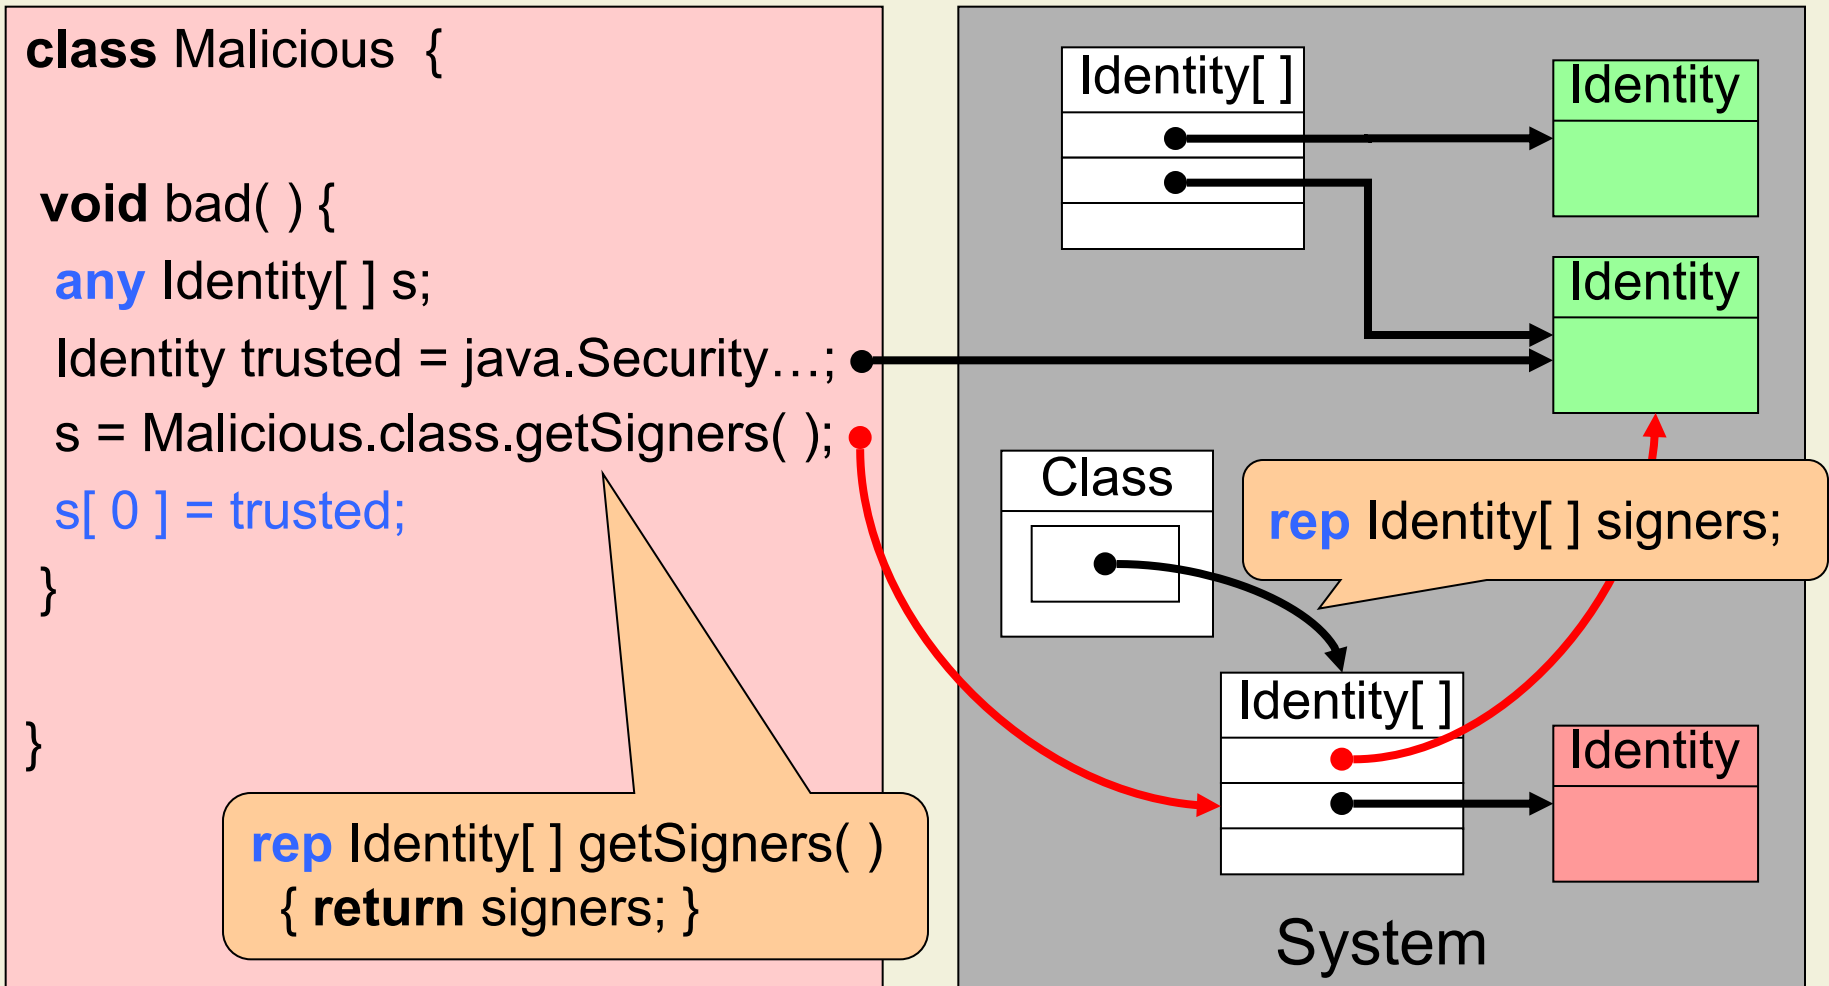 class Malicious {
void bad( ) {
any Identity[ ] s;
Identity trusted = java.Security…;
s = Malicious.class.getSigners( );
s[ 0 ] = trusted;
}
}
rep Identity[ ] getSigners( )
{ return signers; }
Identity[ ]
Identity
Identity
Class
rep Identity[ ] signers;
Identity[ ]
Identity
System